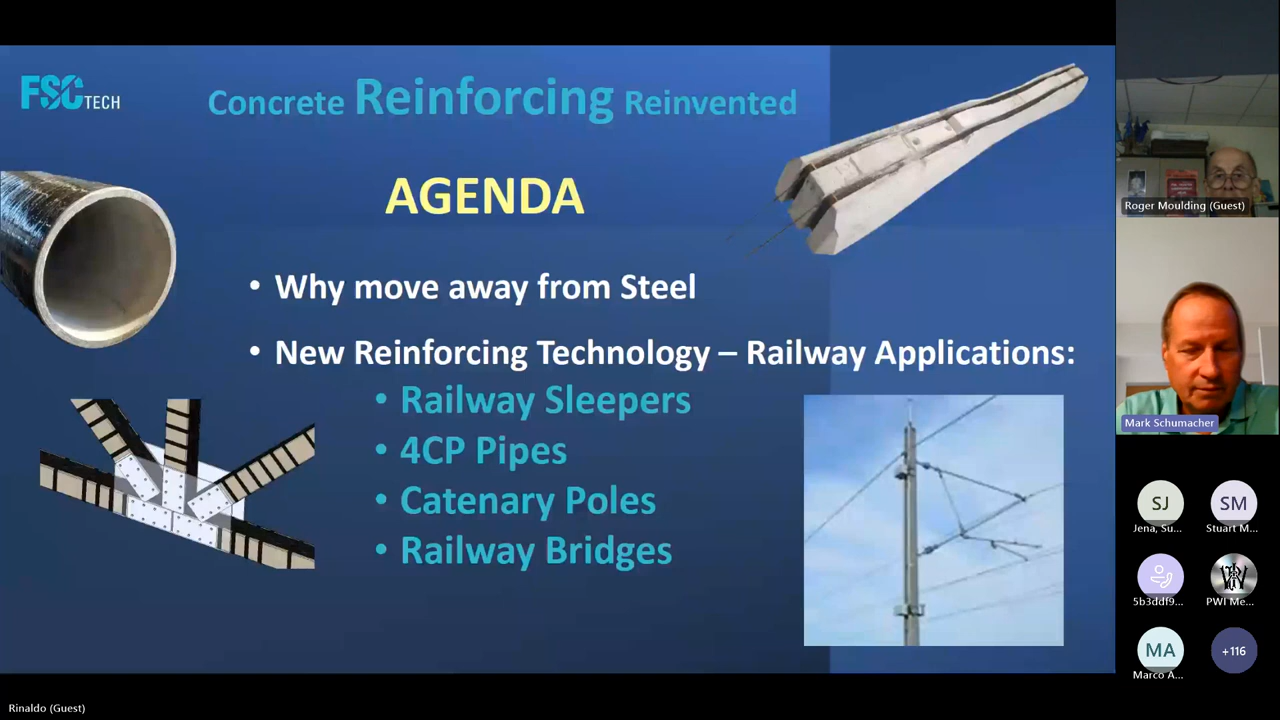 FSC TECH
Concrete Reinforcing Reinvented
AGENDA
• Why move away from Steel
• New Reinforcing Technology – Railway Applications:
• Railway Sleepers
• 4CP Pipes
• Catenary Poles
• Railway Bridges
Roger Moulding (Guest)
Mark Schumacher
SJ
Jena, Su...
SM
Stuart M...
5b3ddf9...
PWI Me...
MA
Marco A...
+116
Rinaldo (Guest)